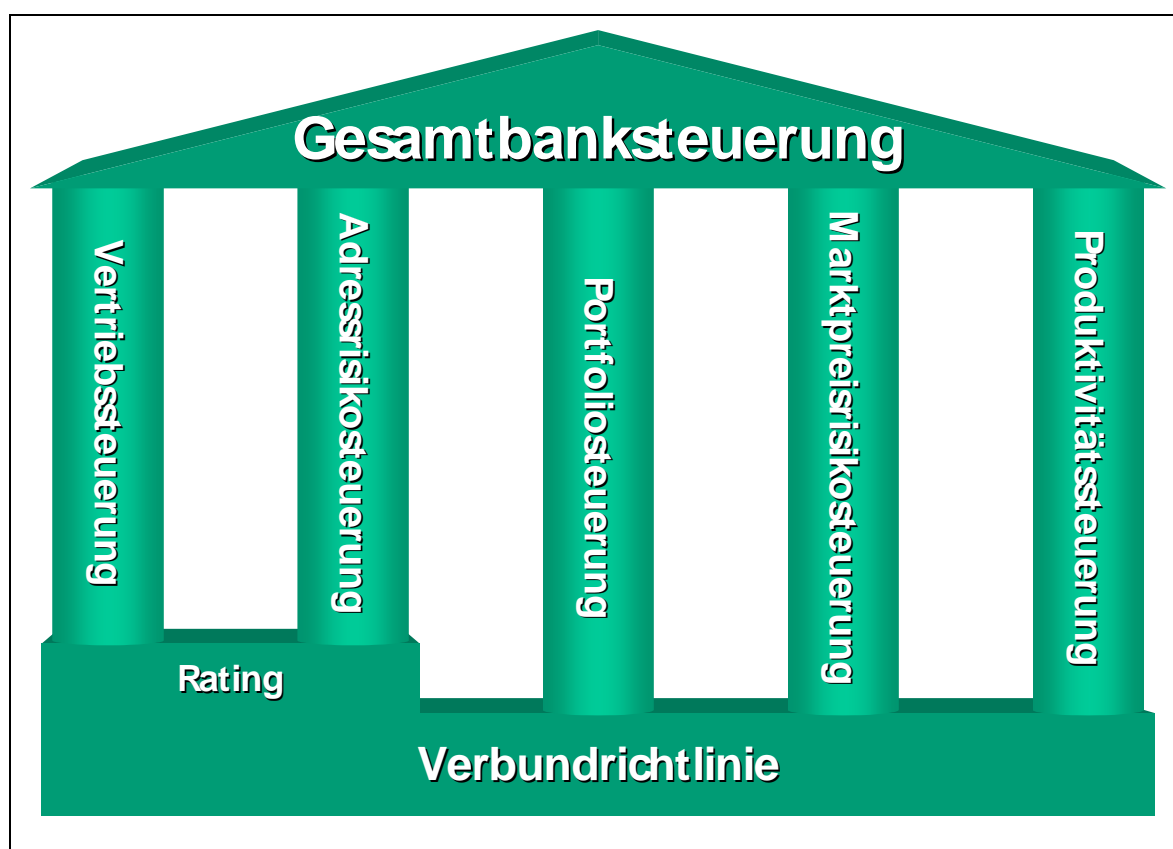 Gesamtbanksteuerung
Vertriebssteuerung
Adressrisikosteuerung
Portfoliosteuerung
Marktpreisrisikosteuerung
Produktivitätssteuerung
Rating
Verbundrichtlinie